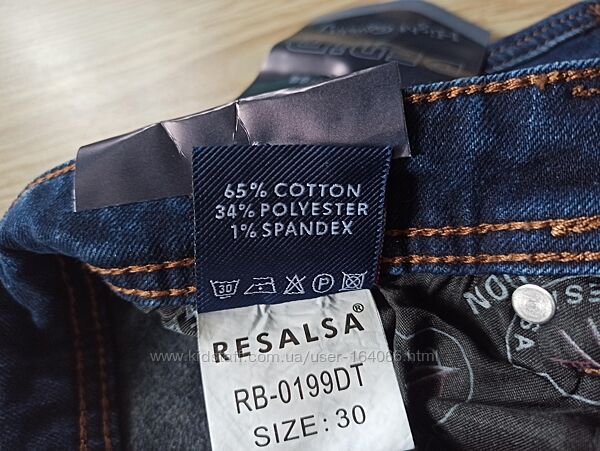 65% COTTON
34% POLYESTER
1% SPANDEX
30
P
RESALSA®
RB-0199DT
SIZE: 30
www.kidstaff.com.ua/user-164066.html